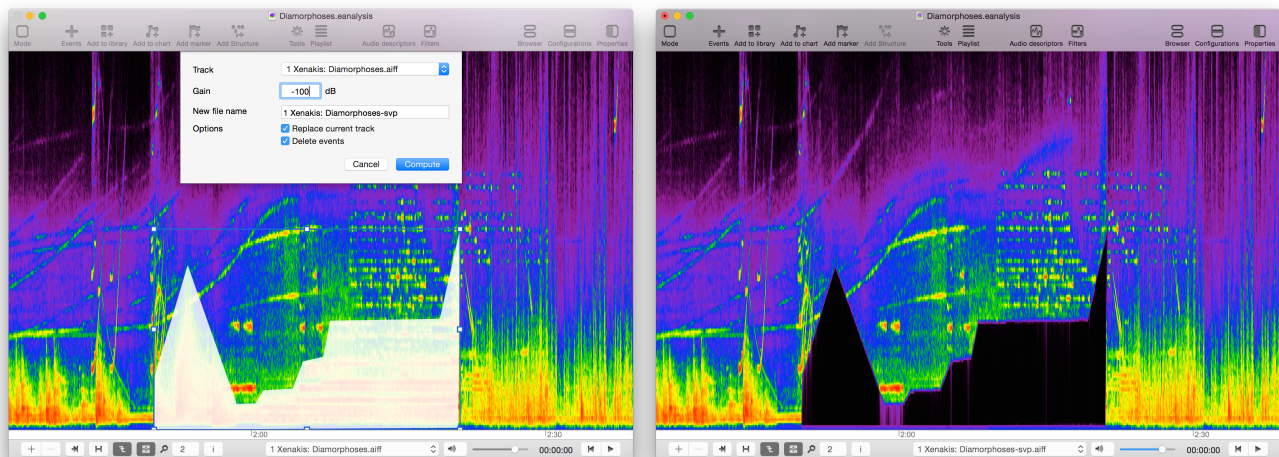 Diamorphoses.eanalysis
Mode Events Add to library Add to chart Add marker Add Structure Tools Playlist Audio descriptors Filters Browser Configurations Properties
Track 1 Xenakis: Diamorphoses.aiff
Gain -100 dB
New file name 1 Xenakis: Diamorphoses-svp
Options Replace current track
Delete events
Cancel Compute
2:00 2:30
2 i 1 Xenakis: Diamorphoses.aiff 00:00:00
Diamorphoses.eanalysis
Mode Events Add to library Add to chart Add marker Add Structure Tools Playlist Audio descriptors Filters Browser Configurations Properties
2:00 2:30
2 i 1 Xenakis: Diamorphoses-svp.aiff 00:00:00